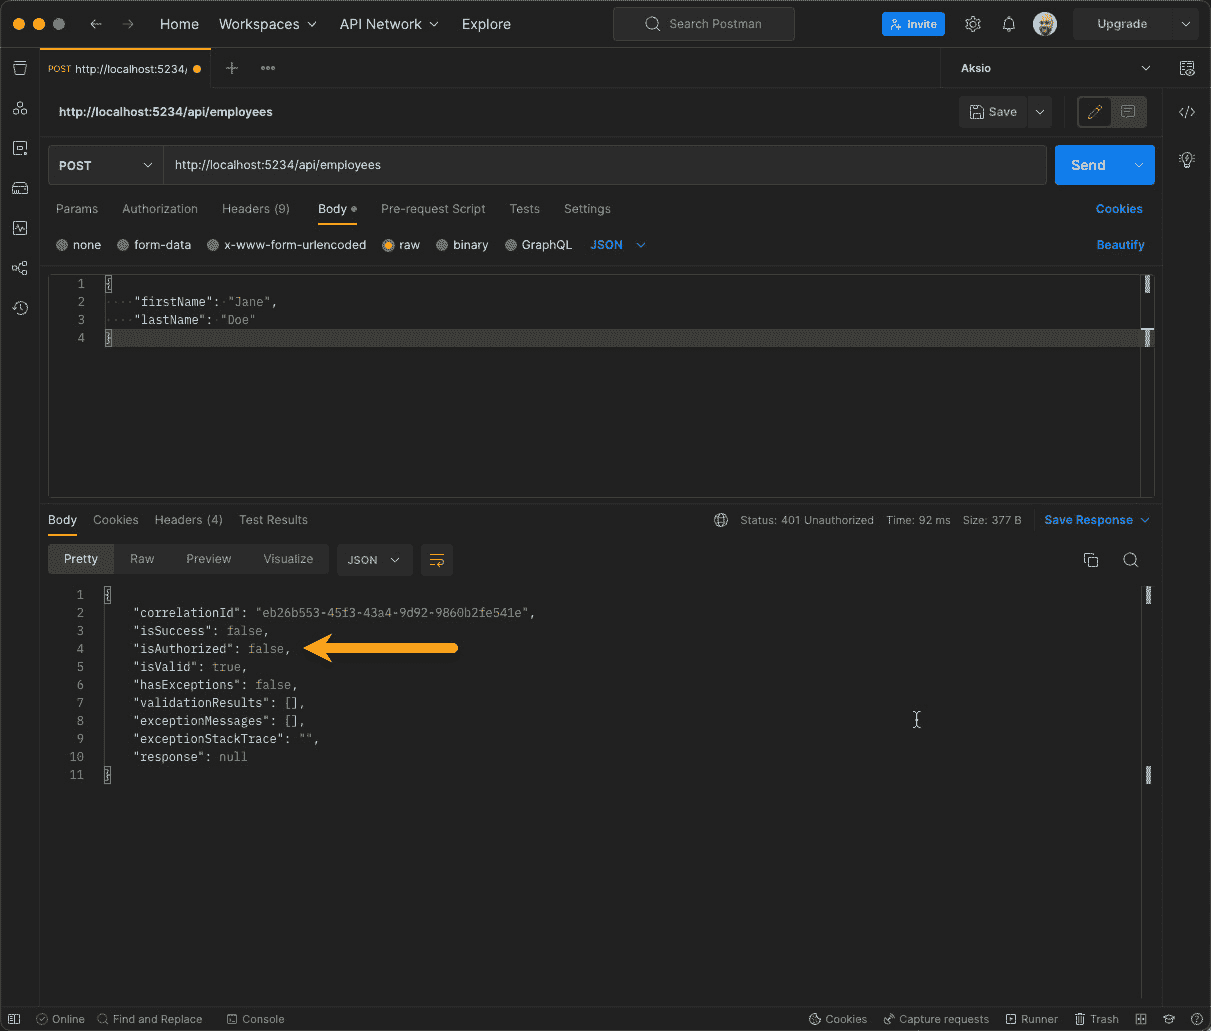 Home Workspaces API Network Explore Search Postman Invite Upgrade
POST http://localhost:5234/ Aksio
http://localhost:5234/api/employees Save
POST http://localhost:5234/api/employees Send
Params Authorization Headers (9) Body Pre-request Script Tests Settings Cookies
none form-data x-www-form-urlencoded raw binary GraphQL JSON Beautify
1 {
2 "firstName": "Jane",
3 "lastName": "Doe"
4 }
Body Cookies Headers (4) Test Results Status: 401 Unauthorized Time: 92 ms Size: 377 B Save Response
Pretty Raw Preview Visualize JSON
1 {
2 "correlationId": "eb26b553-45f3-43a4-9d92-9860b2fe541e",
3 "isSuccess": false,
4 "isAuthorized": false,
5 "isValid": true,
6 "hasExceptions": false,
7 "validationResults": [],
8 "exceptionMessages": [],
9 "exceptionStackTrace": "",
10 "response": null
11 }
Online Find and Replace Console Cookies Capture requests Runner Trash